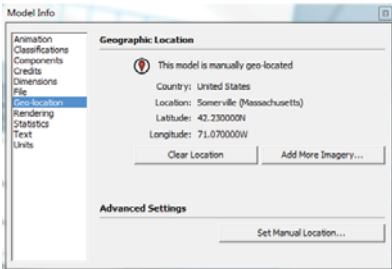 Model Info
Animation
Classifications
Components
Credits
Dimensions
File
Geo-location
Rendering
Statistics
Text
Units
Geographic Location
This model is manually geo-located
Country: United States
Location: Somerville (Massachusetts)
Latitude: 42.230000N
Longitude: 71.070000W
Clear Location
Add More Imagery...
Advanced Settings
Set Manual Location...